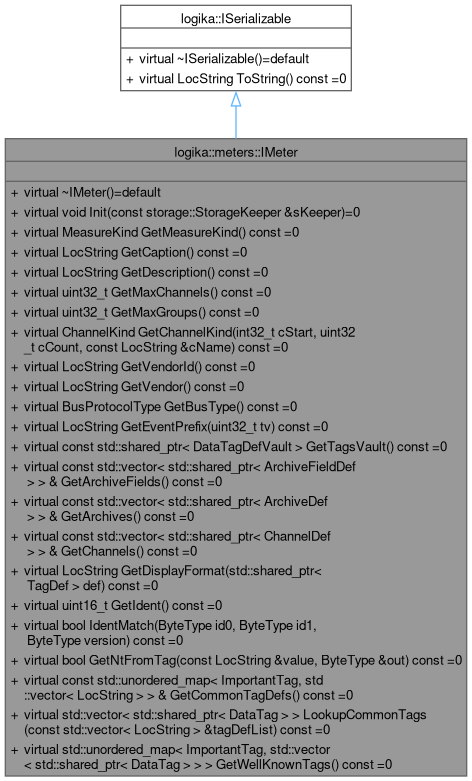 logika::ISerializable
+ virtual ~ISerializable()=default
+ virtual LocString ToString() const =0
logika::meters::IMeter
+ virtual ~IMeter()=default
+ virtual void Init(const storage::StorageKeeper &sKeeper)=0
+ virtual MeasureKind GetMeasureKind() const =0
+ virtual LocString GetCaption() const =0
+ virtual LocString GetDescription() const =0
+ virtual uint32_t GetMaxChannels() const =0
+ virtual uint32_t GetMaxGroups() const =0
+ virtual ChannelKind GetChannelKind(int32_t cStart, uint32
_t cCount, const LocString &cName) const =0
+ virtual LocString GetVendorId() const =0
+ virtual LocString GetVendor() const =0
+ virtual BusProtocolType GetBusType() const =0
+ virtual LocString GetEventPrefix(uint32_t tv) const =0
+ virtual const std::shared_ptr< DataTagDefVault > GetTagsVault() const =0
+ virtual const std::vector< std::shared_ptr< ArchiveFieldDef
> > & GetArchiveFields() const =0
+ virtual const std::vector< std::shared_ptr< ArchiveDef
> > & GetArchives() const =0
+ virtual const std::vector< std::shared_ptr< ChannelDef
> > & GetChannels() const =0
+ virtual LocString GetDisplayFormat(std::shared_ptr<
TagDef > def) const =0
+ virtual uint16_t GetIdent() const =0
+ virtual bool IdentMatch(ByteType id0, ByteType id1,
ByteType version) const =0
+ virtual bool GetNtFromTag(const LocString &value, ByteType &out) const =0
+ virtual const std::unordered_map< ImportantTag, std
::vector< LocString > > & GetCommonTagDefs() const =0
+ virtual std::vector< std::shared_ptr< DataTag > > LookupCommonTags
(const std::vector< LocString > &tagDefList) const =0
+ virtual std::unordered_map< ImportantTag, std::vector
< std::shared_ptr< DataTag > > > GetWellKnownTags() const =0